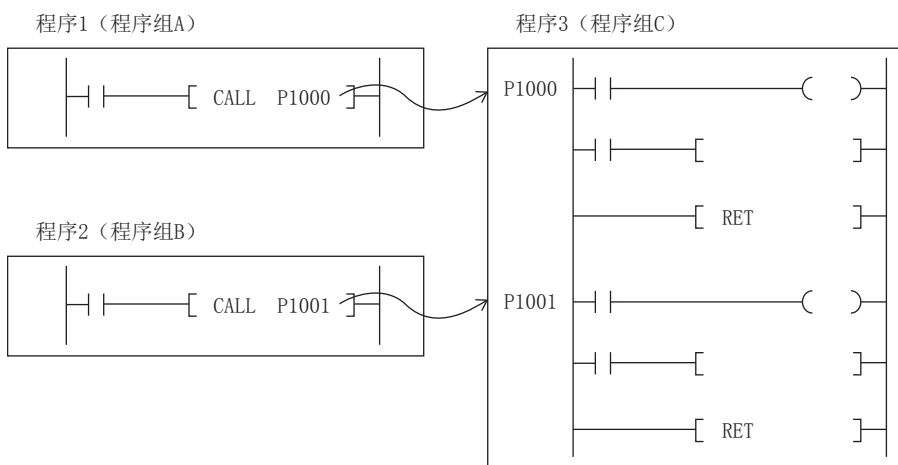 程序1（程序组A）
CALL P1000
程序2（程序组B）
CALL P1001
程序3（程序组C）
P1000
RET
P1001
RET